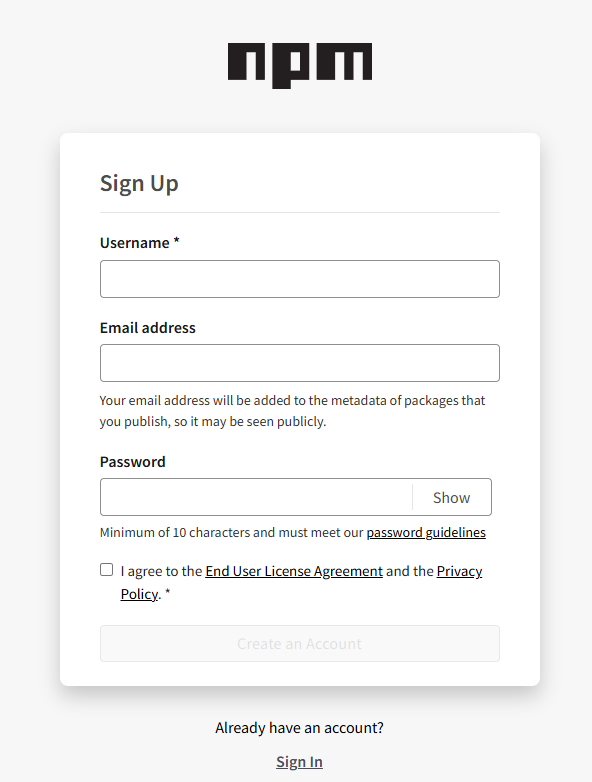 npm
Sign Up
Username *
Email address
Your email address will be added to the metadata of packages that
you publish, so it may be seen publicly.
Password
Show
Minimum of 10 characters and must meet our password guidelines
I agree to the End User License Agreement and the Privacy
Policy. *
Create an Account
Already have an account?
Sign In